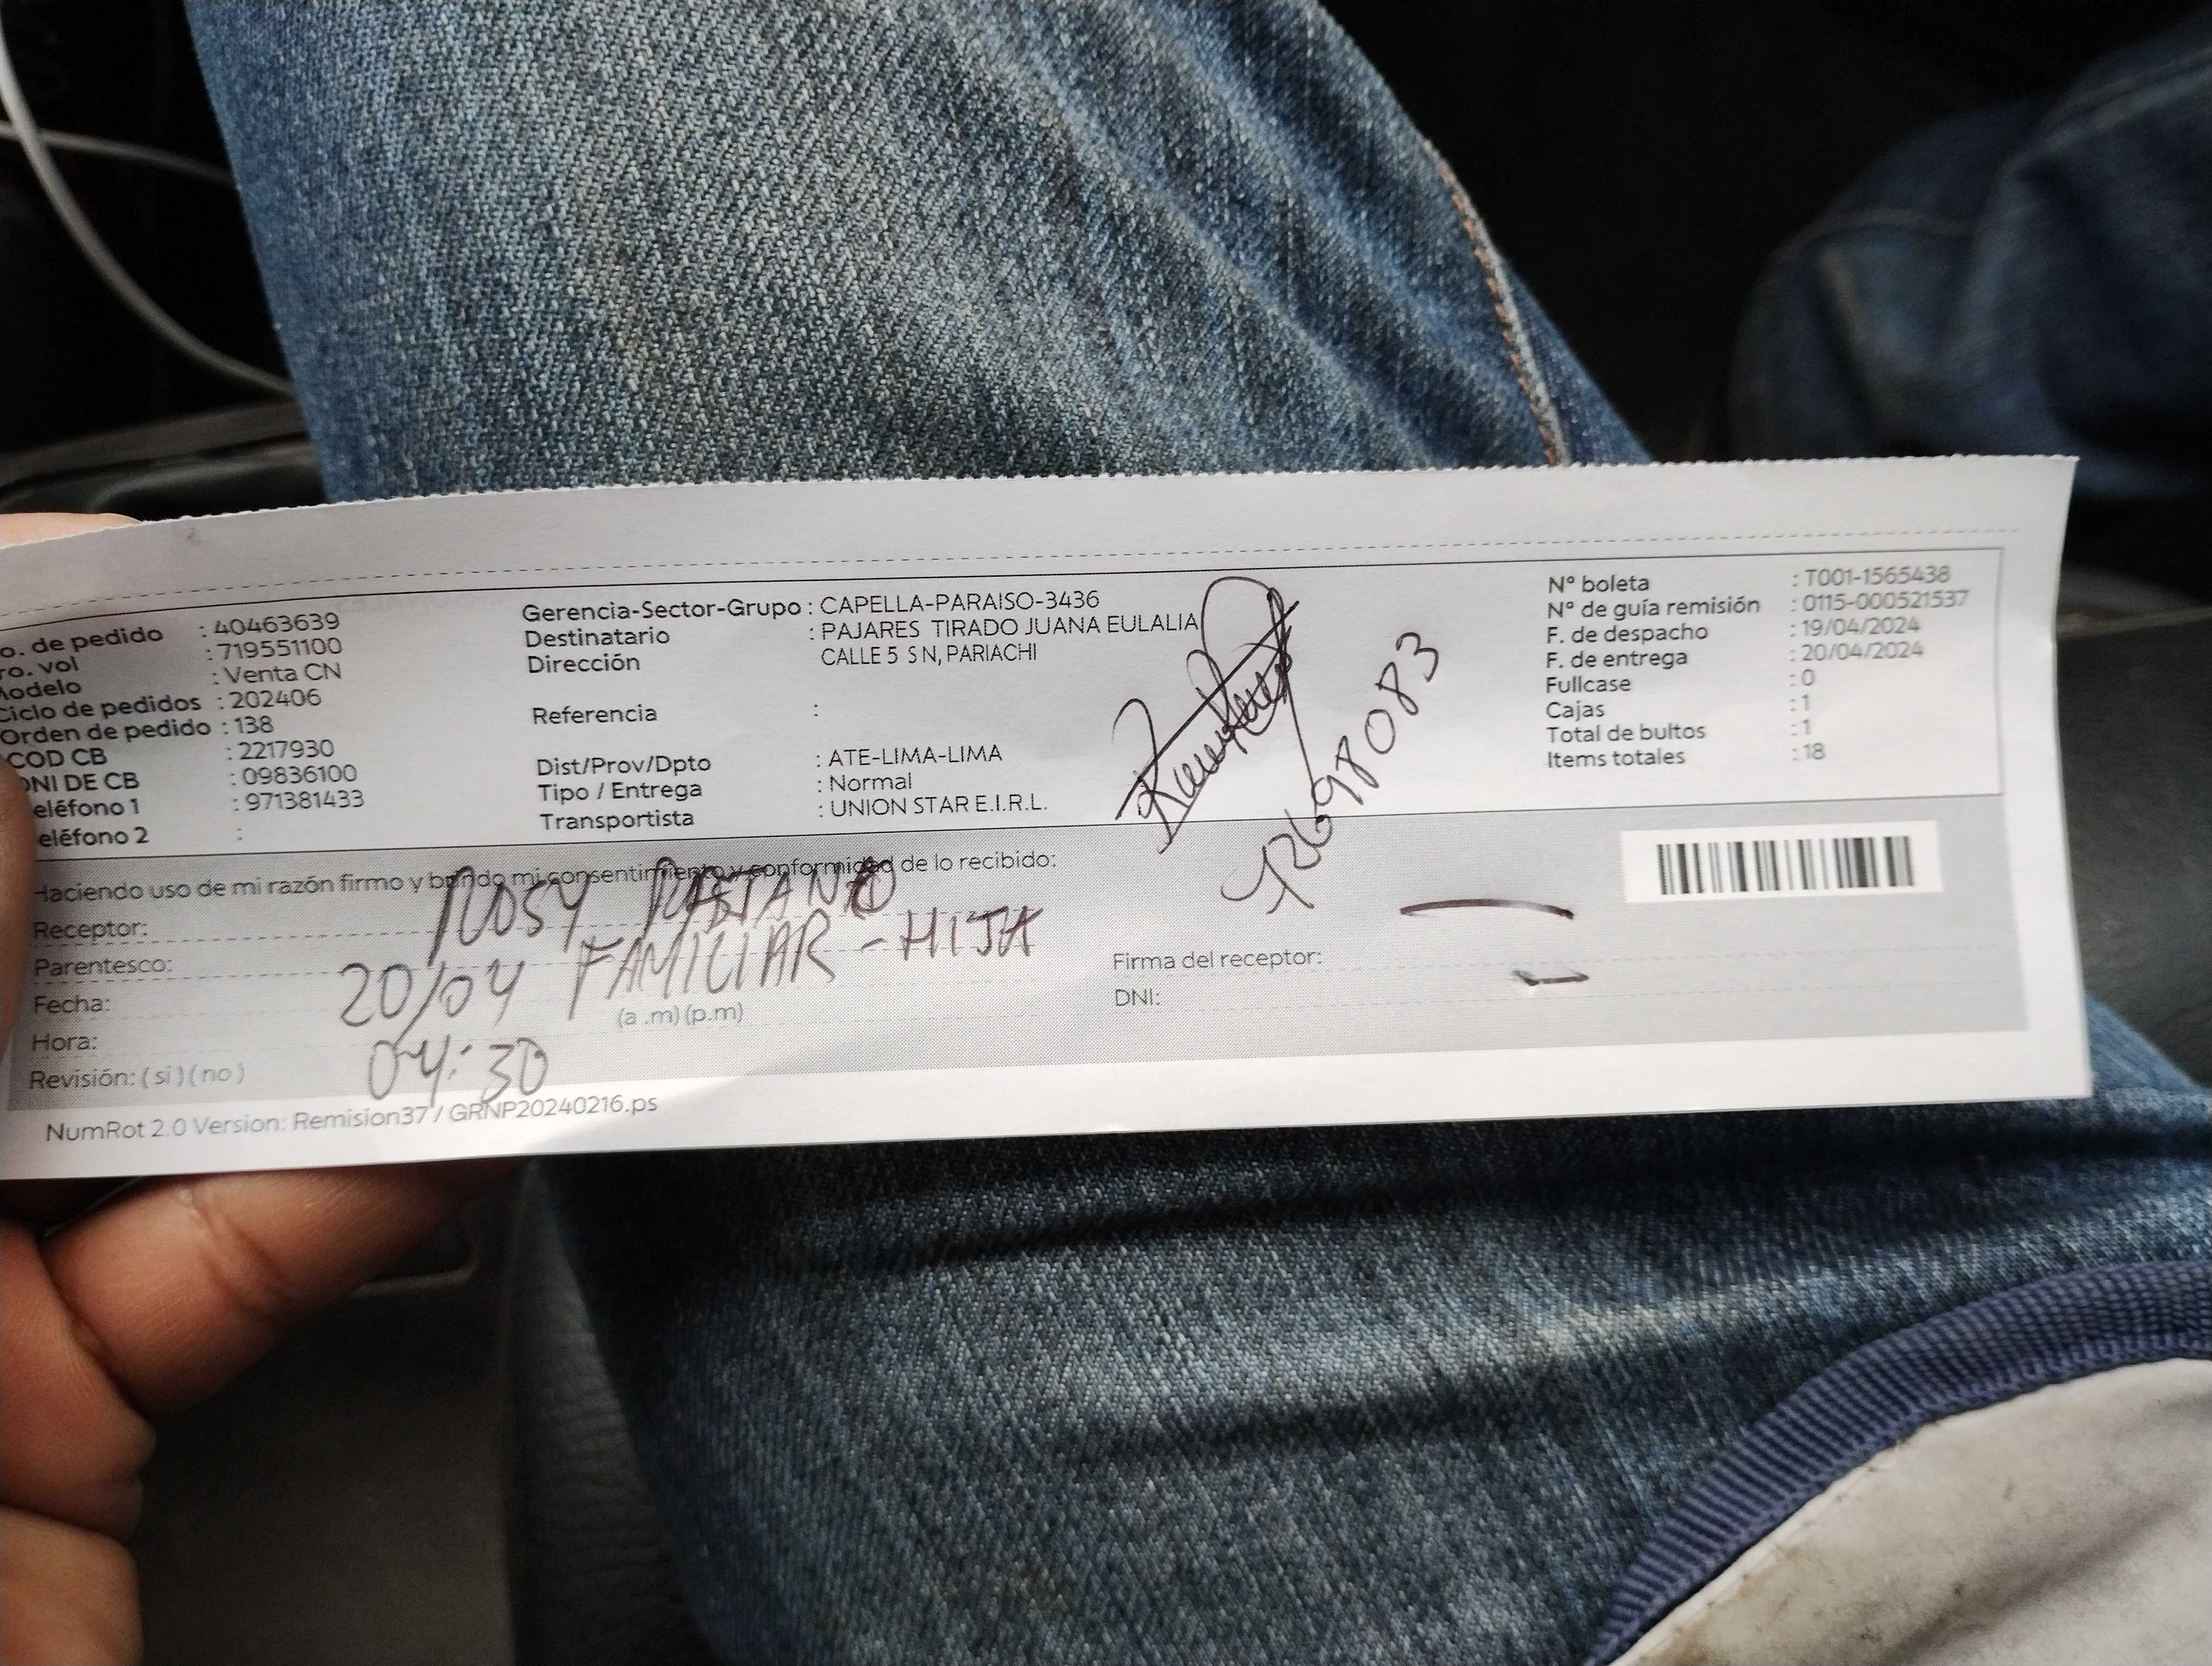 o. de pedido : 40463639
ro. vol : 719551100
Modelo : Venta CN
Ciclo de pedidos : 202406
Orden de pedido : 138
COD CB : 2217930
DNI DE CB : 09836100
eléfono 1 : 971381433
eléfono 2 :
Gerencia-Sector-Grupo : CAPELLA-PARAISO-3436
Destinatario : PAJARES TIRADO JUANA EULALIA
Dirección CALLE 5 S N, PARIACHI
Referencia :
Dist/Prov/Dpto : ATE-LIMA-LIMA
Tipo / Entrega : Normal
Transportista : UNION STAR E.I.R.L.
N° boleta : T001-1565438
N° de guía remisión : 0115-000521537
F. de despacho : 19/04/2024
F. de entrega : 20/04/2024
Fullcase : 0
Cajas : 1
Total de bultos : 1
Items totales : 18
Haciendo uso de mi razón firmo y brindo mi consentimiento y conformidad de lo recibido:
Receptor: ROSY
Parentesco: FAMILIAR - HIJA
Fecha: 20/04
Hora: 04:30 (a .m) (p.m)
Revisión: ( si ) ( no )
Firma del receptor:
DNI:
NumRot 2.0 Version: Remision37 / GRNP20240216.ps